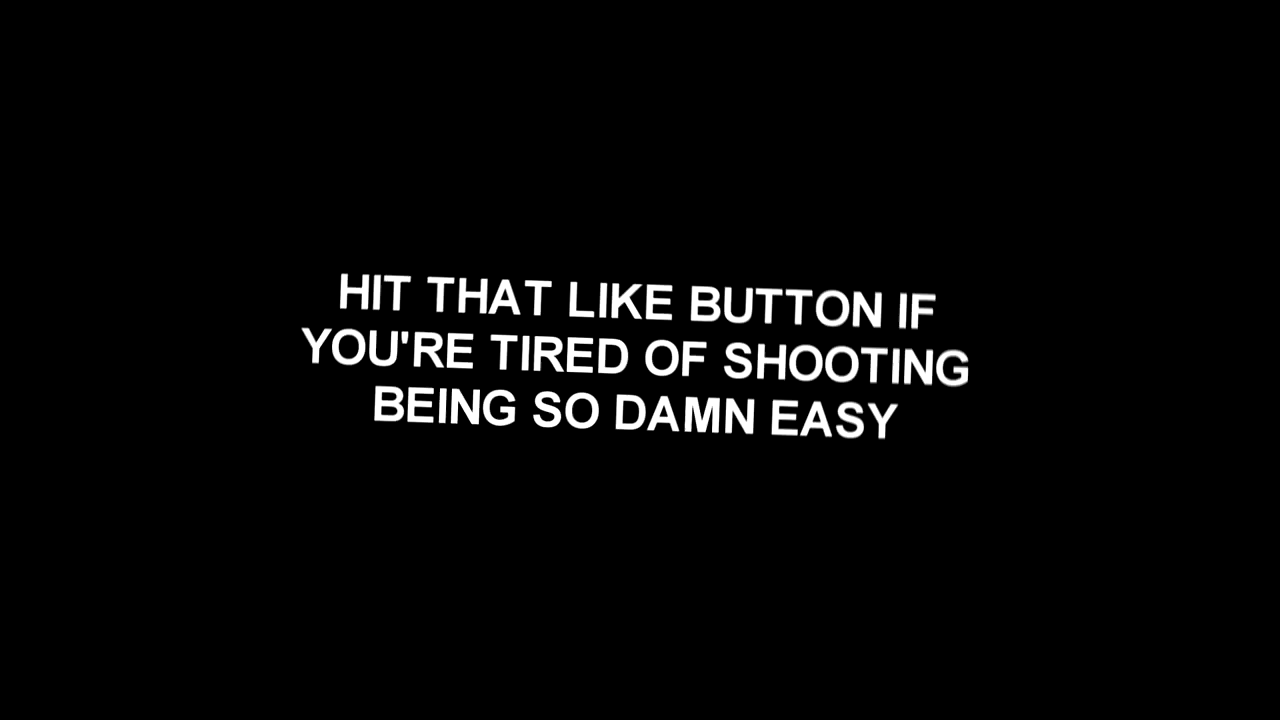 HIT THAT LIKE BUTTON IF
YOU'RE TIRED OF SHOOTING
BEING SO DAMN EASY